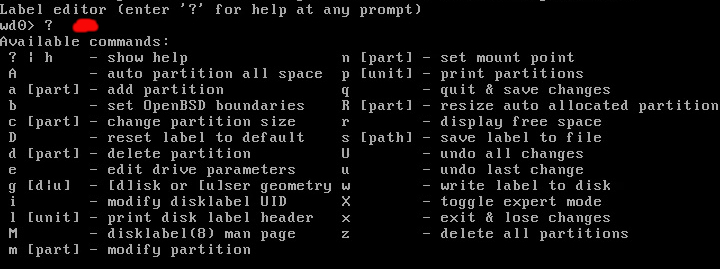 Label editor (enter '?' for help at any prompt)
wd0> ?
Available commands:
? | h - show help n [part] - set mount point
A - auto partition all space p [unit] - print partitions
a [part] - add partition q - quit & save changes
b - set OpenBSD boundaries R [part] - resize auto allocated partition
c [part] - change partition size r - display free space
D - reset label to default s [path] - save label to file
d [part] - delete partition U - undo all changes
e - edit drive parameters u - undo last change
g [d|u] - [d]isk or [u]ser geometry w - write label to disk
i - modify disklabel UID X - toggle expert mode
l [unit] - print disk label header x - exit & lose changes
M - disklabel(8) man page z - delete all partitions
m [part] - modify partition